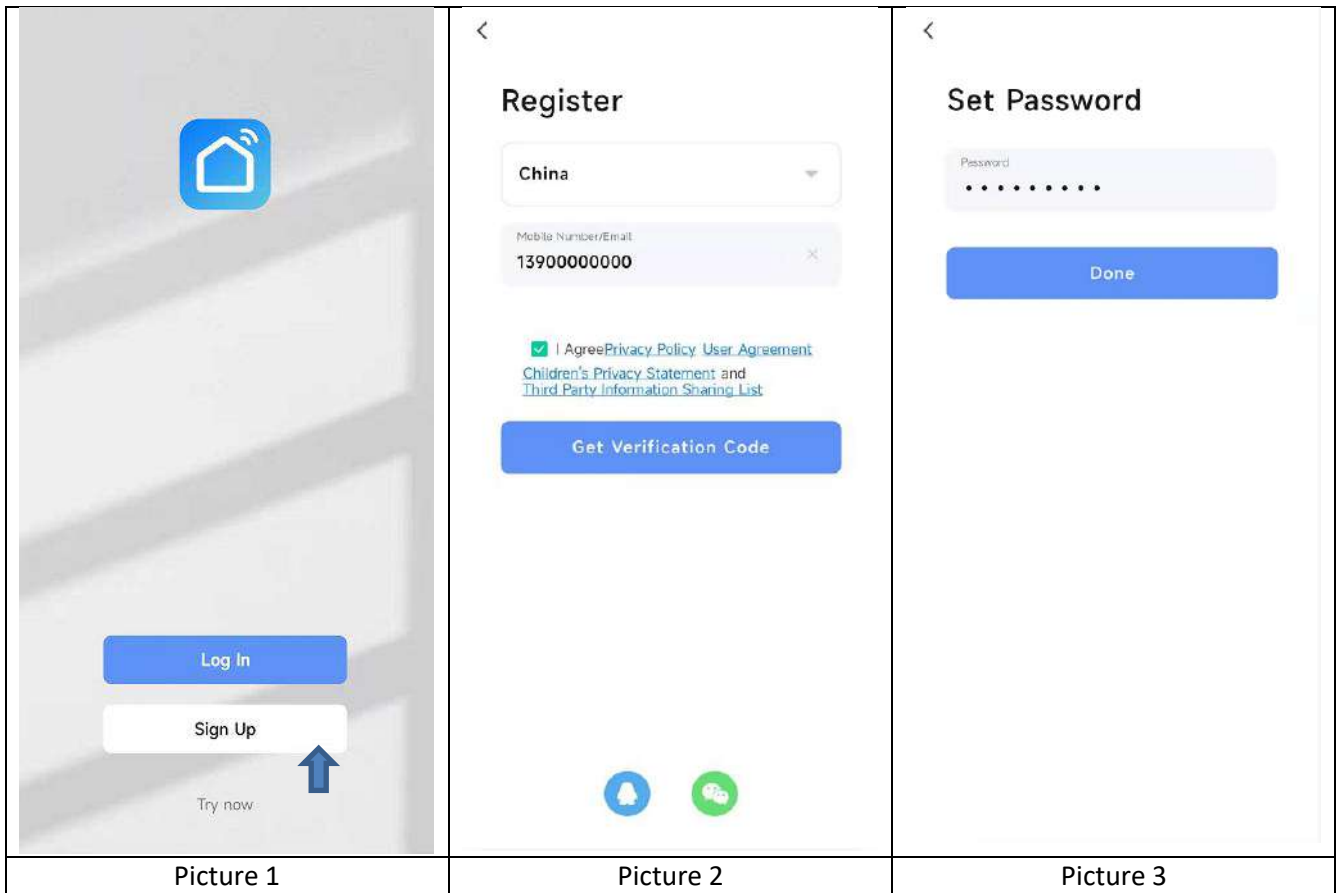 Log In
Sign Up
Try now
Picture 1
Register
China
Mobile Number/Email
13900000000
I AgreePrivacy Policy User Agreement
Children's Privacy Statement and
Third Party Information Sharing List
Get Verification Code
Picture 2
Set Password
Password
•••••••••
Done
Picture 3